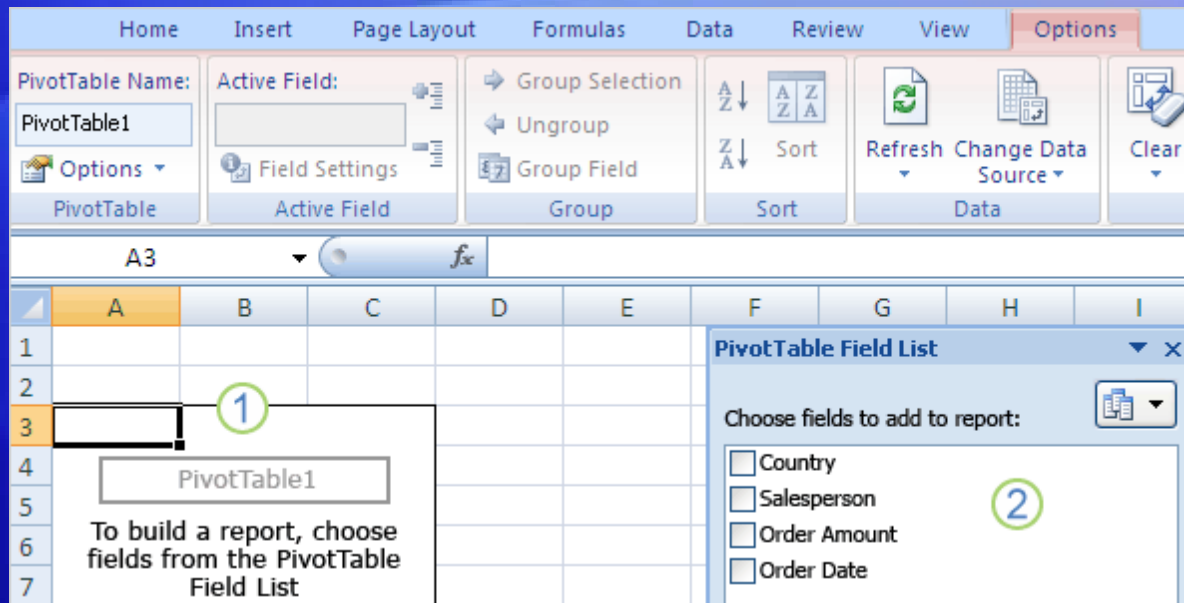 Home Insert Page Layout Formulas Data Review View Options
PivotTable Name: Active Field: Group Selection
PivotTable1 Ungroup Sort Refresh Change Data Source Clear
Options Field Settings Group Field
PivotTable Active Field Group Sort Data
A3 fx
A B C D E F G H I
1 PivotTable Field List
2
3 1 Choose fields to add to report:
4 PivotTable1 Country
5 Salesperson 2
To build a report, choose
6 Order Amount
fields from the PivotTable
7 Order Date
Field List